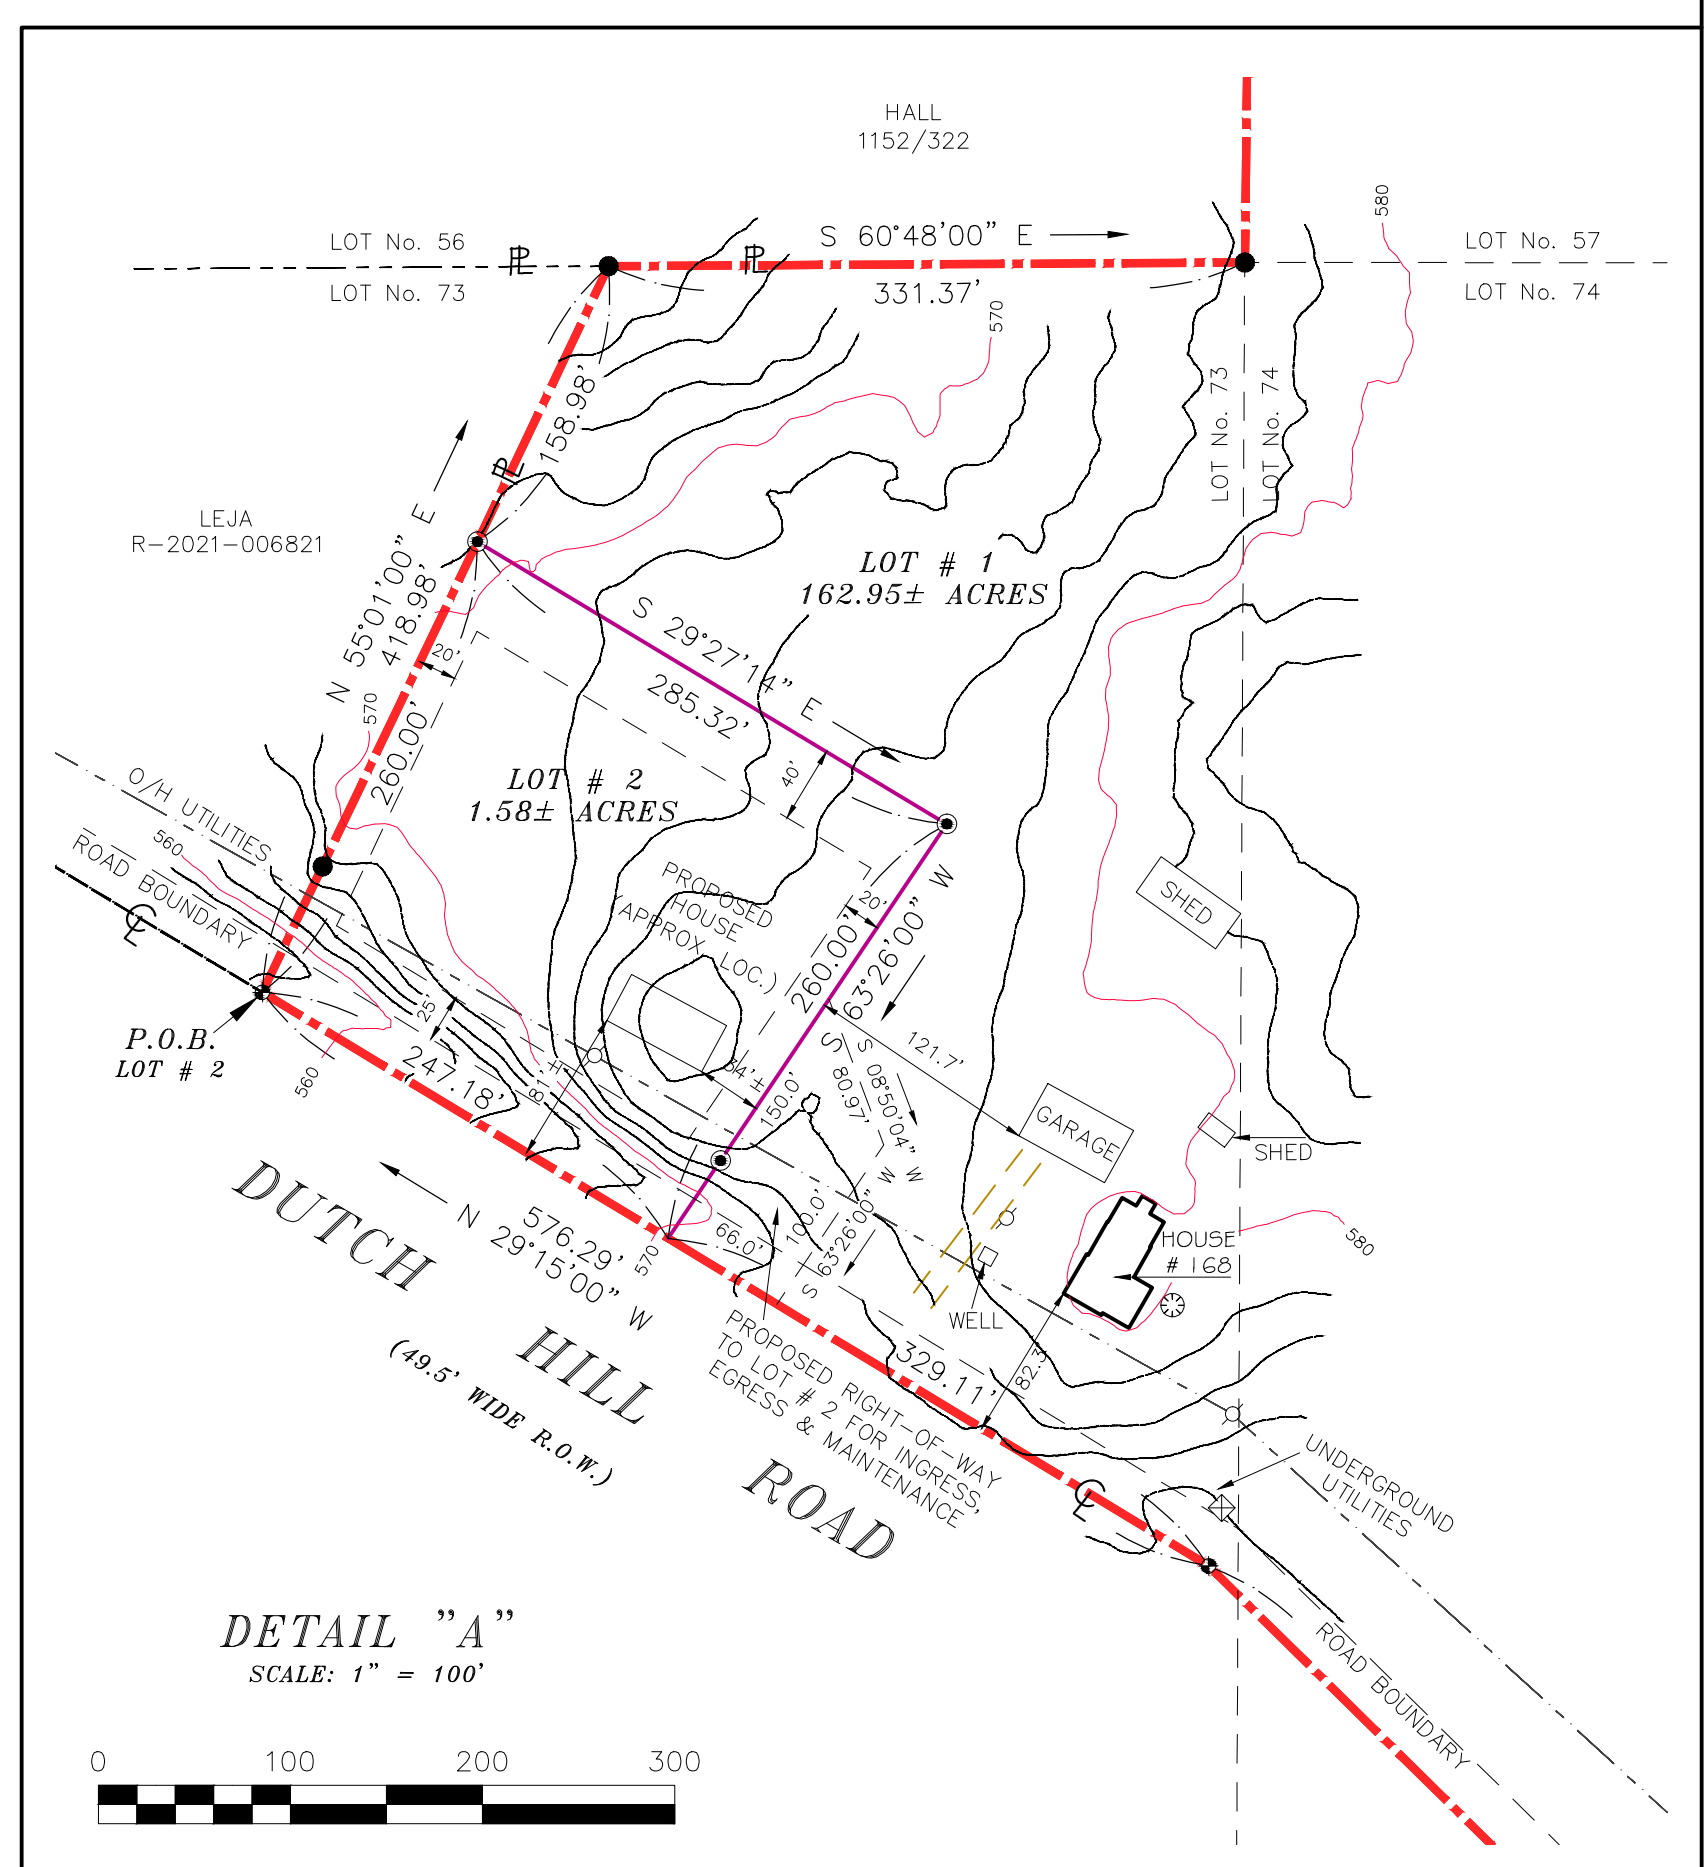 HALL
1152/322
580
LOT No. 56
LOT No. 73
S 60°48'00" E
331.37'
LOT No. 57
LOT No. 74
570
LOT No. 73
LOT No. 74
158.98'
LEJA
R-2021-006821
N 55°01'00" E
418.98'
260.00'
20'
570
LOT # 1
162.95± ACRES
S 29°27'14" E
285.32'
40'
LOT # 2
1.58± ACRES
O/H UTILITIES
560
ROAD BOUNDARY
PROPOSED
HOUSE
(APPROX. LOC.)
20'
260.00'
S 63°26'00" W
SHED
P.O.B.
LOT # 2
25'
247.18'
560
81'±
34'±
150.0'
S 08°50'04" W
80.97'
121.7'
GARAGE
SHED
DUTCH
HILL
ROAD
N 29°15'00" W
576.29'
(49.5' WIDE R.O.W.)
570
66.0'
100.0'
S 63°26'00" W
HOUSE
# 168
580
WELL
82.3'
329.11'
PROPOSED RIGHT-OF-WAY
TO LOT # 2 FOR INGRESS,
EGRESS & MAINTENANCE
UNDERGROUND
UTILITIES
ROAD BOUNDARY
DETAIL "A"
SCALE: 1" = 100'
0 100 200 300